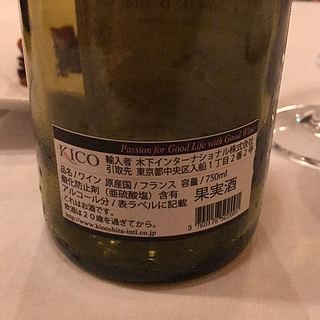 Passion for Good Life with Good Wine
KICO
輸入者 木下インターナショナル株式会社
引取先 東京都中央区入船1丁目2番2号
品名/ワイン 原産国/フランス 容量/750ml
酸化防止剤(亜硫酸塩)含有
アルコール分/表ラベルに記載
果実酒
これはお酒です。
飲酒は20歳を過ぎてから。
http://www.kinoshita-intl.co.jp